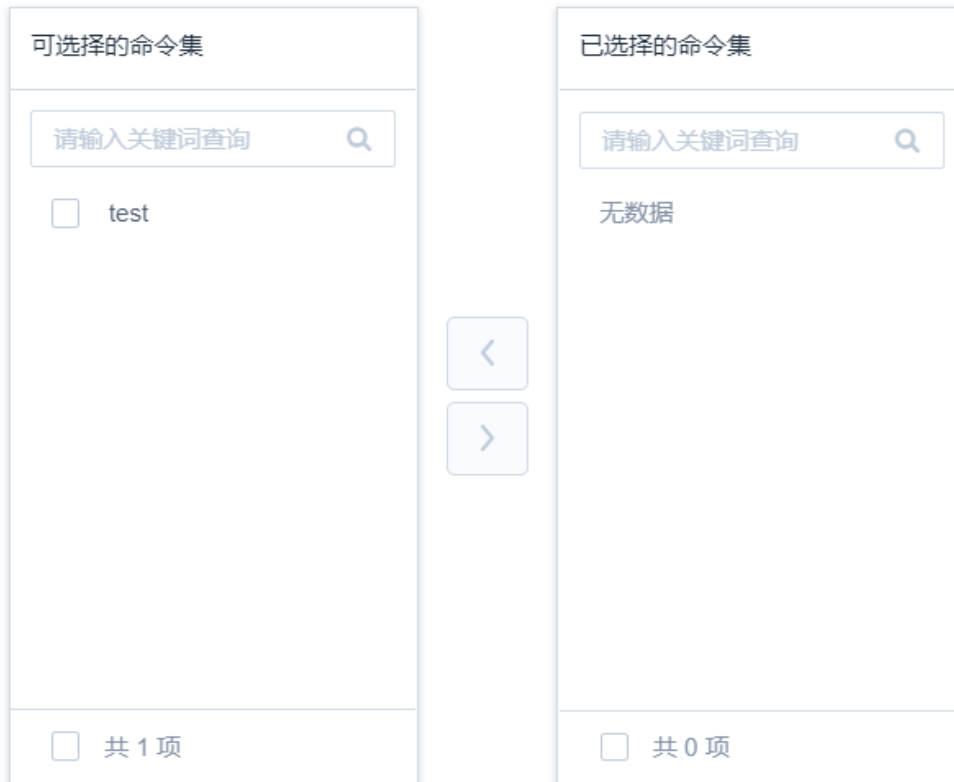 可选择的命令集
请输入关键词查询
test
共 1 项
已选择的命令集
请输入关键词查询
无数据
共 0 项